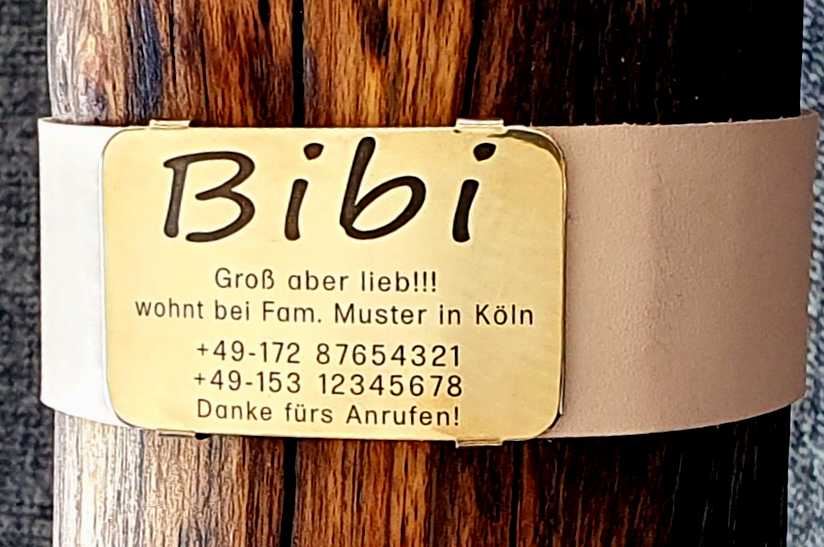 Bibi
Groß aber lieb!!!
wohnt bei Fam. Muster in Köln
+49-172 87654321
+49-153 12345678
Danke fürs Anrufen!